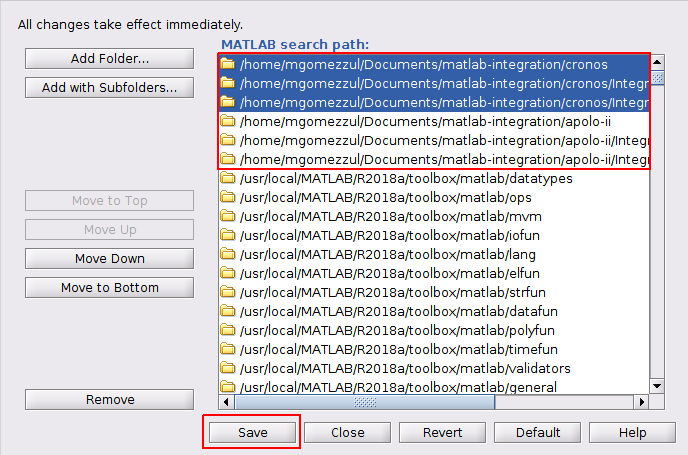 All changes take effect immediately.
MATLAB search path:
Add Folder...
Add with Subfolders...
/home/mgomezzul/Documents/matlab-integration/cronos
/home/mgomezzul/Documents/matlab-integration/cronos/Integr
/home/mgomezzul/Documents/matlab-integration/cronos/Integr
/home/mgomezzul/Documents/matlab-integration/apolo-ii
/home/mgomezzul/Documents/matlab-integration/apolo-ii/Integr
/home/mgomezzul/Documents/matlab-integration/apolo-ii/Integr
/usr/local/MATLAB/R2018a/toolbox/matlab/datatypes
/usr/local/MATLAB/R2018a/toolbox/matlab/ops
/usr/local/MATLAB/R2018a/toolbox/matlab/mvm
/usr/local/MATLAB/R2018a/toolbox/matlab/iofun
/usr/local/MATLAB/R2018a/toolbox/matlab/lang
/usr/local/MATLAB/R2018a/toolbox/matlab/elfun
/usr/local/MATLAB/R2018a/toolbox/matlab/strfun
/usr/local/MATLAB/R2018a/toolbox/matlab/datafun
/usr/local/MATLAB/R2018a/toolbox/matlab/polyfun
/usr/local/MATLAB/R2018a/toolbox/matlab/timefun
/usr/local/MATLAB/R2018a/toolbox/matlab/validators
/usr/local/MATLAB/R2018a/toolbox/matlab/general
Move to Top
Move Up
Move Down
Move to Bottom
Remove
Save
Close
Revert
Default
Help